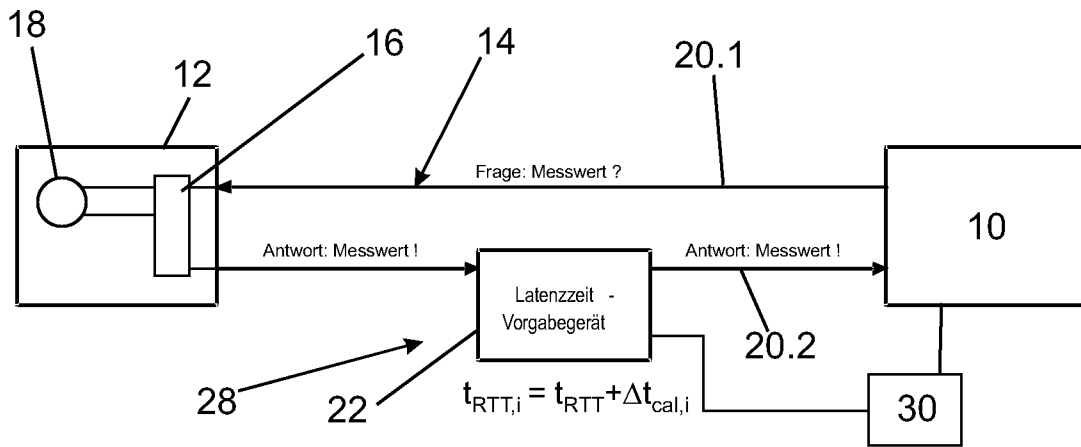 18
12
16
14
20.1
Frage: Messwert ?
10
Antwort: Messwert !
Antwort: Messwert !
Latenzzeit -
Vorgabegerät
20.2
28
22
t_RTT,i = t_RTT+Δt_cal,i
30